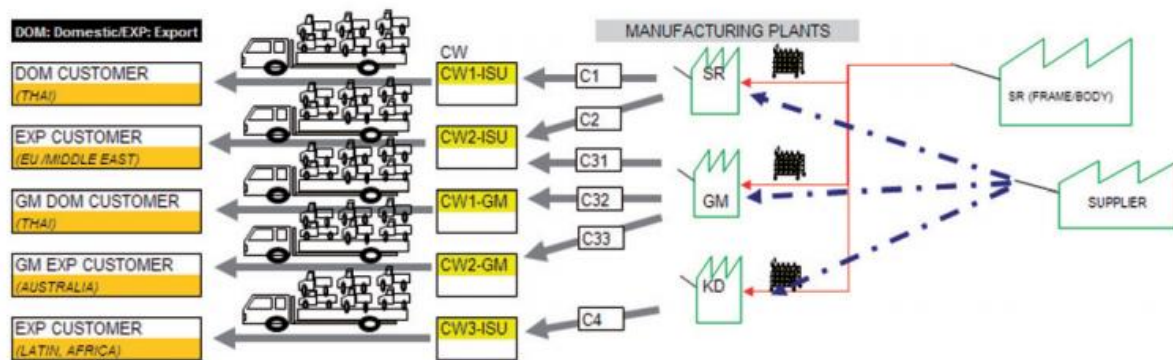 DOM: Domestic/EXP: Export
MANUFACTURING PLANTS
CW
DOM CUSTOMER
(THAI)
CW1-ISU
C1
SR
SR (FRAME/BODY)
C2
EXP CUSTOMER
(EU /MIDDLE EAST)
CW2-ISU
C31
GM DOM CUSTOMER
(THAI)
CW1-GM
C32
GM
SUPPLIER
C33
GM EXP CUSTOMER
(AUSTRALIA)
CW2-GM
KD
EXP CUSTOMER
(LATIN, AFRICA)
CW3-ISU
C4